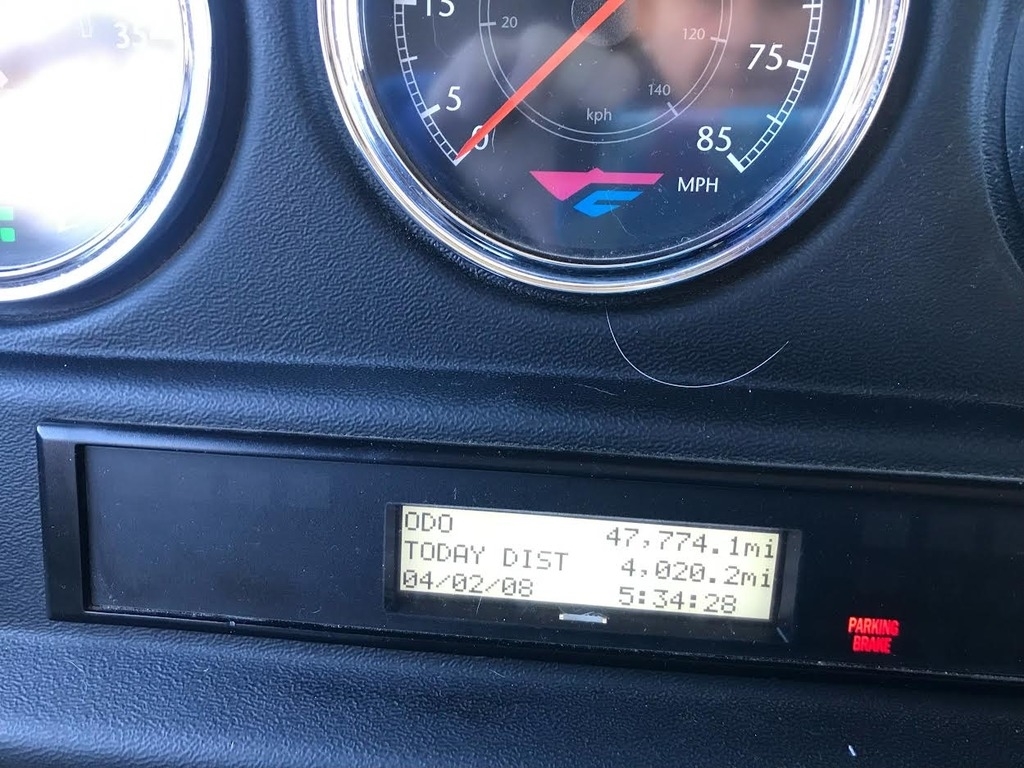 35
15
20
120
75
5
140
kph
0
85
MPH
ODO 47,774.1mi
TODAY DIST 4,020.2mi
04/02/08 5:34:28
PARKING
BRAKE